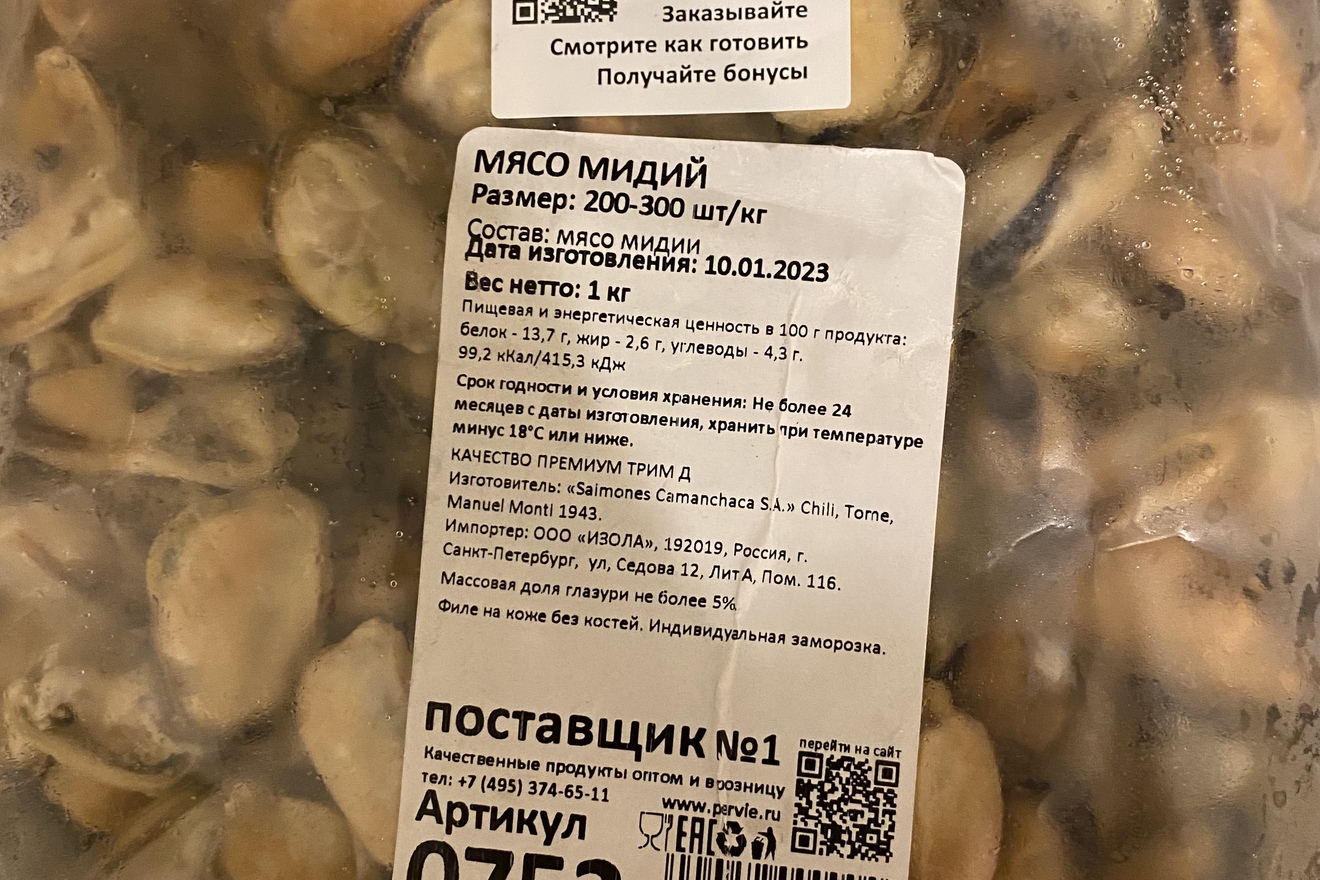 Заказывайте
Смотрите как готовить
Получайте бонусы
МЯСО МИДИЙ
Размер: 200-300 шт/кг
Состав: мясо мидии
Дата изготовления: 10.01.2023
Вес нетто: 1 кг
Пищевая и энергетическая ценность в 100 г продукта:
белок - 13,7 г, жир - 2,6 г, углеводы - 4,3 г.
99,2 кКал/415,3 кДж
Срок годности и условия хранения: Не более 24
месяцев с даты изготовления, хранить при температуре
минус 18°С или ниже.
КАЧЕСТВО ПРЕМИУМ ТРИМ Д
Изготовитель: «Saimones Camanchaca S.A.» Chili, Tome,
Manuel Montl 1943.
Импортер: ООО «ИЗОЛА», 192019, Россия, г.
Санкт-Петербург, ул, Седова 12, ЛитА, Пом. 116.
Массовая доля глазури не более 5%
Филе на коже без костей. Индивидуальная заморозка.
поставщик №1
перейти на сайт
Качественные продукты оптом и в розницу
тел: +7 (495) 374-65-11
www.pervie.ru
Артикул
EAC